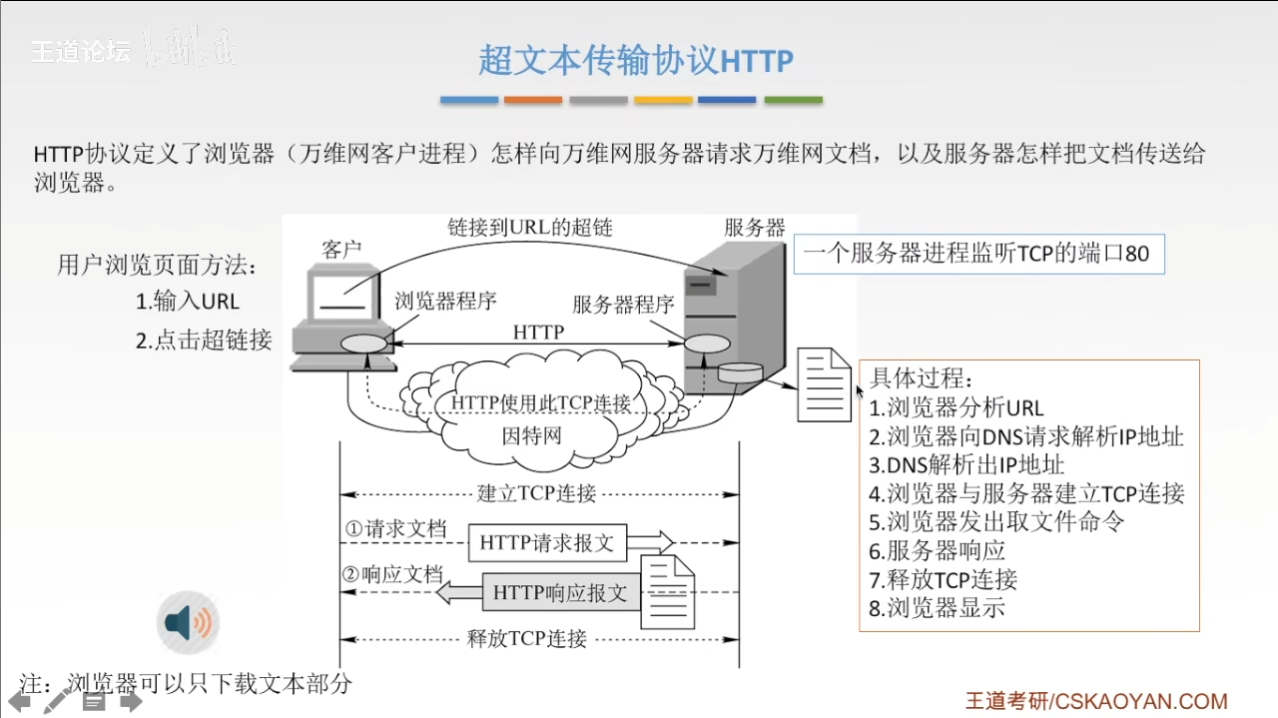 王道论坛 bilibili
超文本传输协议HTTP
HTTP协议定义了浏览器（万维网客户进程）怎样向万维网服务器请求万维网文档，以及服务器怎样把文档传送给
浏览器。
用户浏览页面方法：
1.输入URL
2.点击超链接
链接到URL的超链
客户
服务器
一个服务器进程监听TCP的端口80
浏览器程序
服务器程序
HTTP
HTTP使用此TCP连接
因特网
建立TCP连接
①请求文档
HTTP请求报文
②响应文档
HTTP响应报文
释放TCP连接
具体过程：
1.浏览器分析URL
2.浏览器向DNS请求解析IP地址
3.DNS解析出IP地址
4.浏览器与服务器建立TCP连接
5.浏览器发出取文件命令
6.服务器响应
7.释放TCP连接
8.浏览器显示
注：浏览器可以只下载文本部分
王道考研/CSKAOYAN.COM